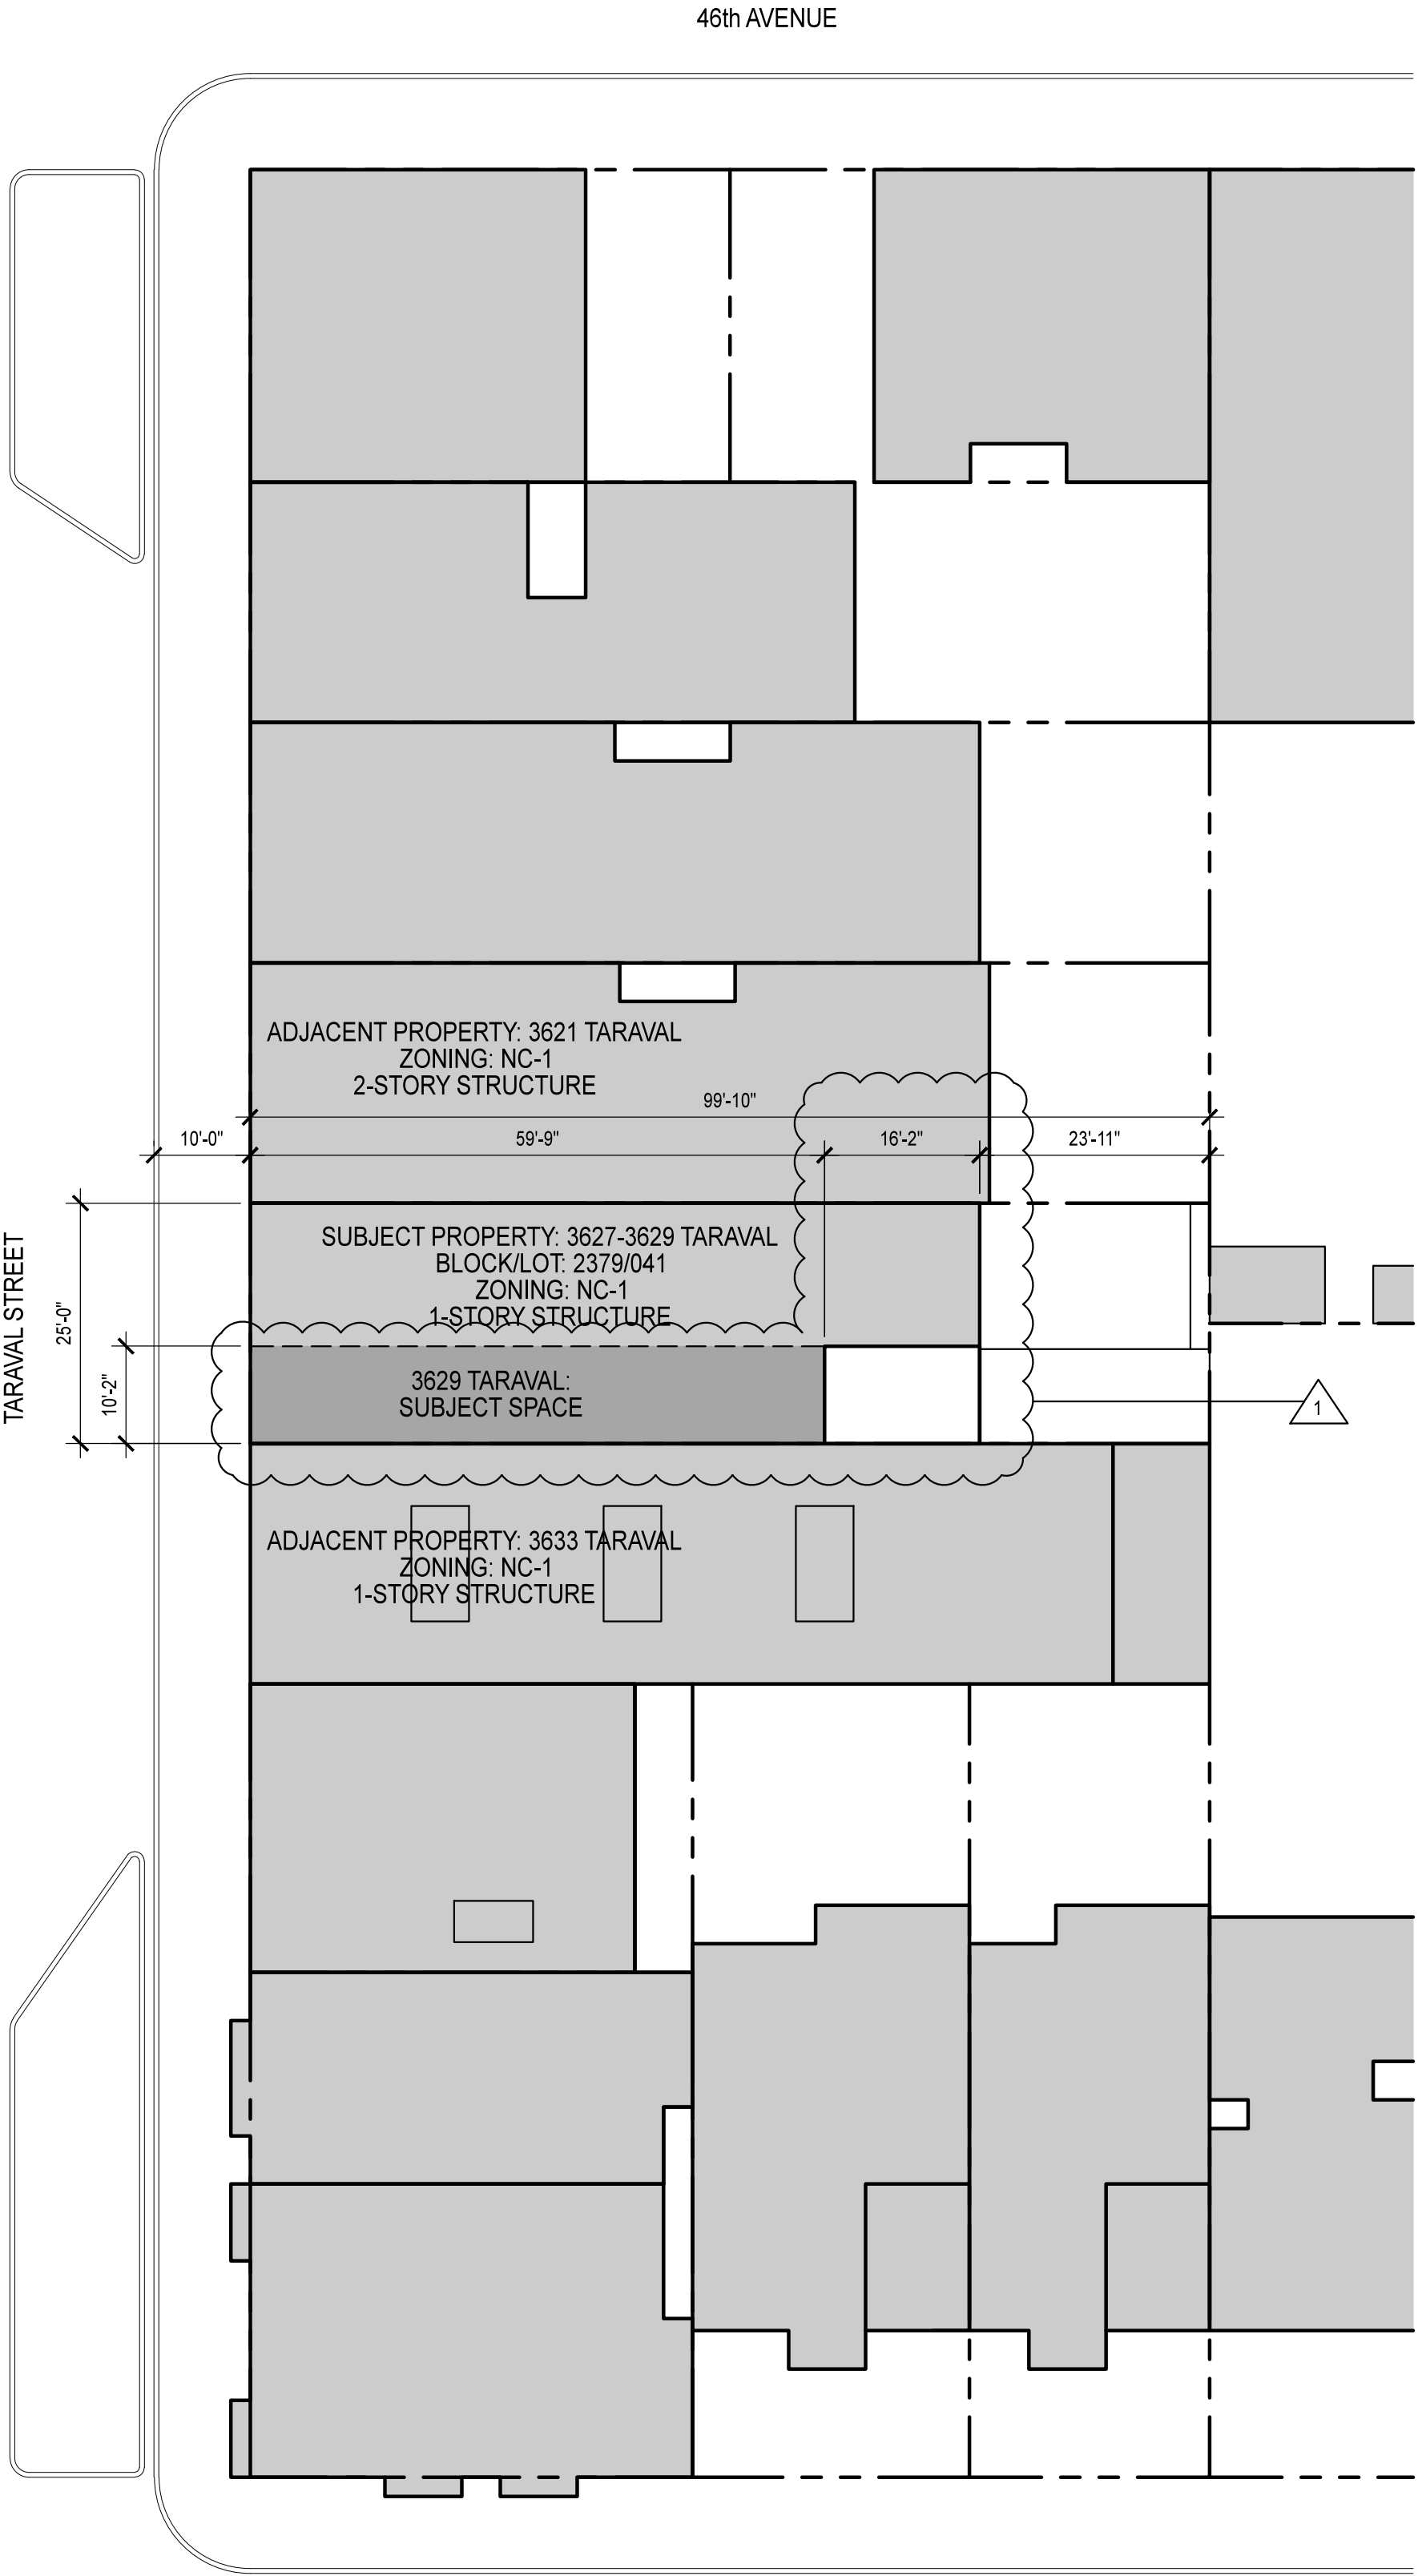 46th AVENUE
ADJACENT PROPERTY: 3621 TARAVAL
ZONING: NC-1
2-STORY STRUCTURE
99'-10"
10'-0"
59'-9"
16'-2"
23'-11"
TARAVAL STREET
25'-0"
10'-2"
SUBJECT PROPERTY: 3627-3629 TARAVAL
BLOCK/LOT: 2379/041
ZONING: NC-1
1-STORY STRUCTURE
3629 TARAVAL:
SUBJECT SPACE
1
ADJACENT PROPERTY: 3633 TARAVAL
ZONING: NC-1
1-STORY STRUCTURE